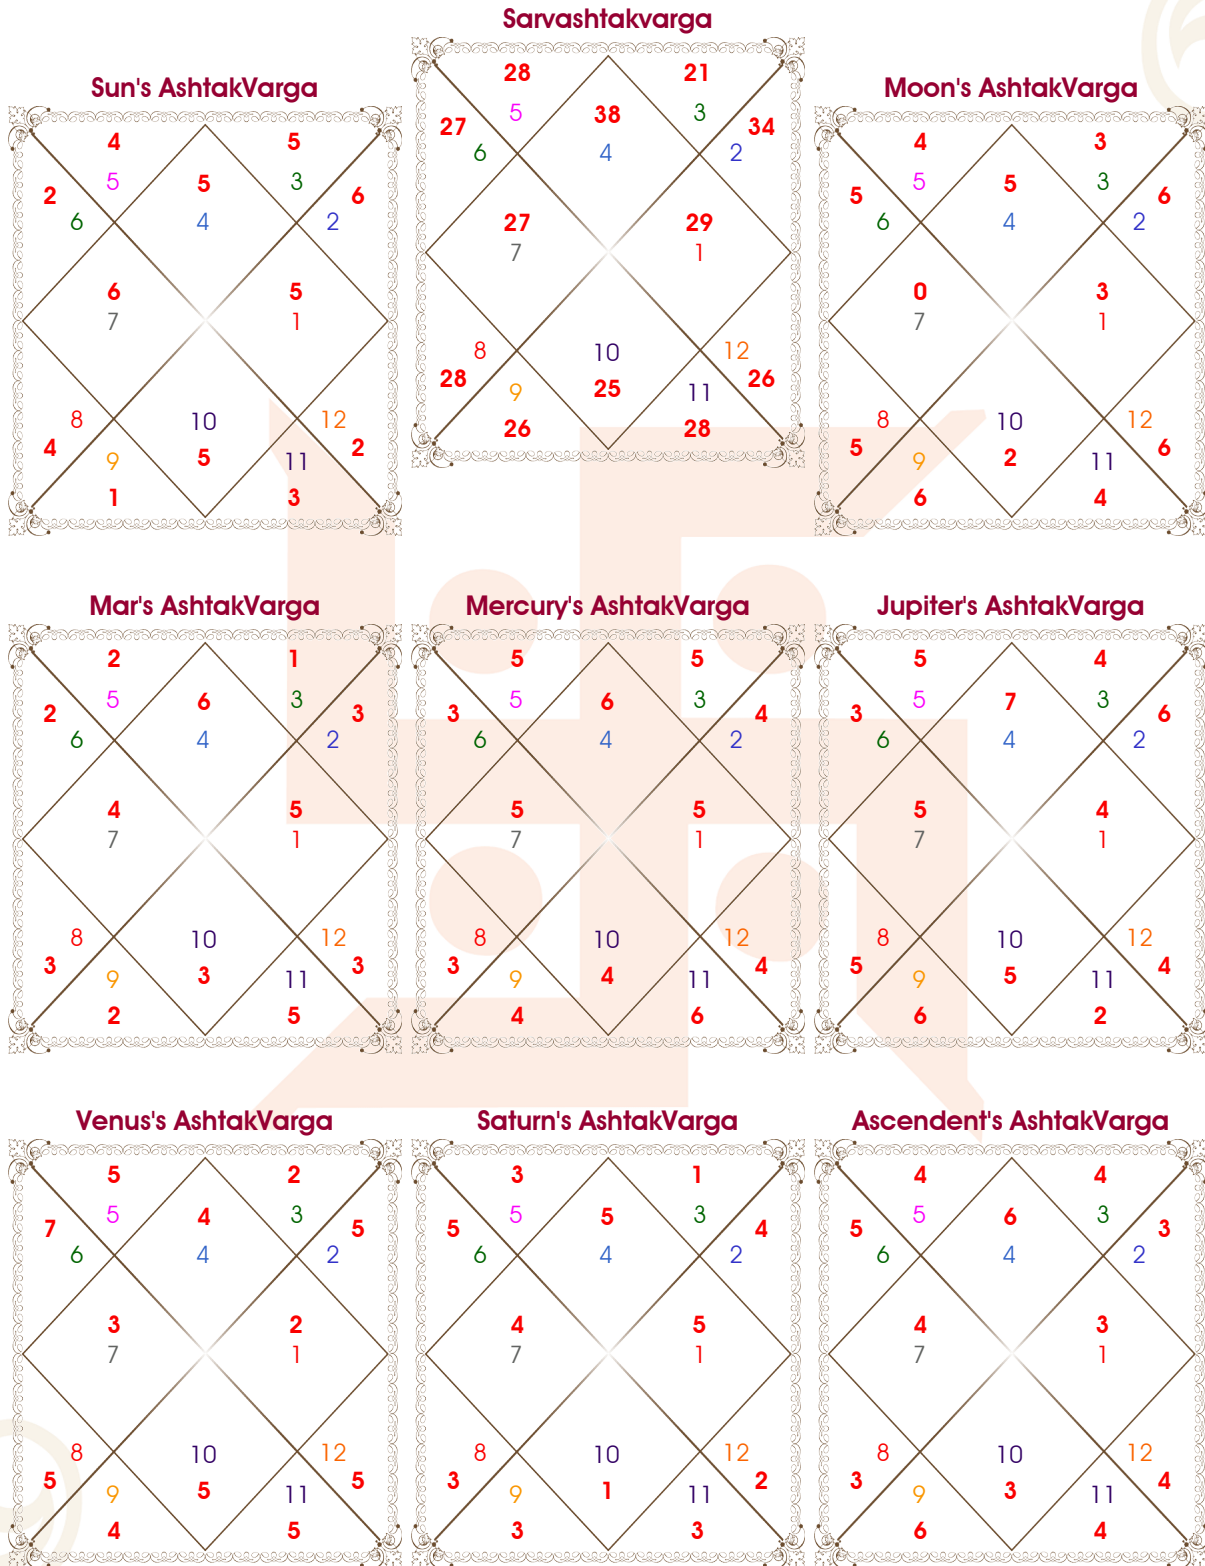 Sarvashtakvarga
28 21
5 38 3
27 34
6 4 2
27 29
7 1
8 10 12
28 25 26
9 11
26 28
Sun's AshtakVarga
4 5
5 5 3
2 6
6 4 2
6 5
7 1
8 10 12
4 5 2
9 11
1 3
Moon's AshtakVarga
4 3
5 5 3
5 6
6 4 2
0 3
7 1
8 10 12
5 2 6
9 11
6 4
Mar's AshtakVarga
2 1
5 6 3
2 3
6 4 2
4 5
7 1
8 10 12
3 3 3
9 11
2 5
Mercury's AshtakVarga
5 5
5 6 3
3 4
6 4 2
5 5
7 1
8 10 12
3 4 4
9 11
4 6
Jupiter's AshtakVarga
5 4
5 7 3
3 6
6 4 2
5 4
7 1
8 10 12
5 5 4
9 11
6 2
Venus's AshtakVarga
5 2
5 4 3
7 5
6 4 2
3 2
7 1
8 10 12
5 5 5
9 11
4 5
Saturn's AshtakVarga
3 1
5 5 3
5 4
6 4 2
4 5
7 1
8 10 12
3 1 2
9 11
3 3
Ascendent's AshtakVarga
4 4
5 6 3
5 3
6 4 2
4 3
7 1
8 10 12
3 3 4
9 11
6 4